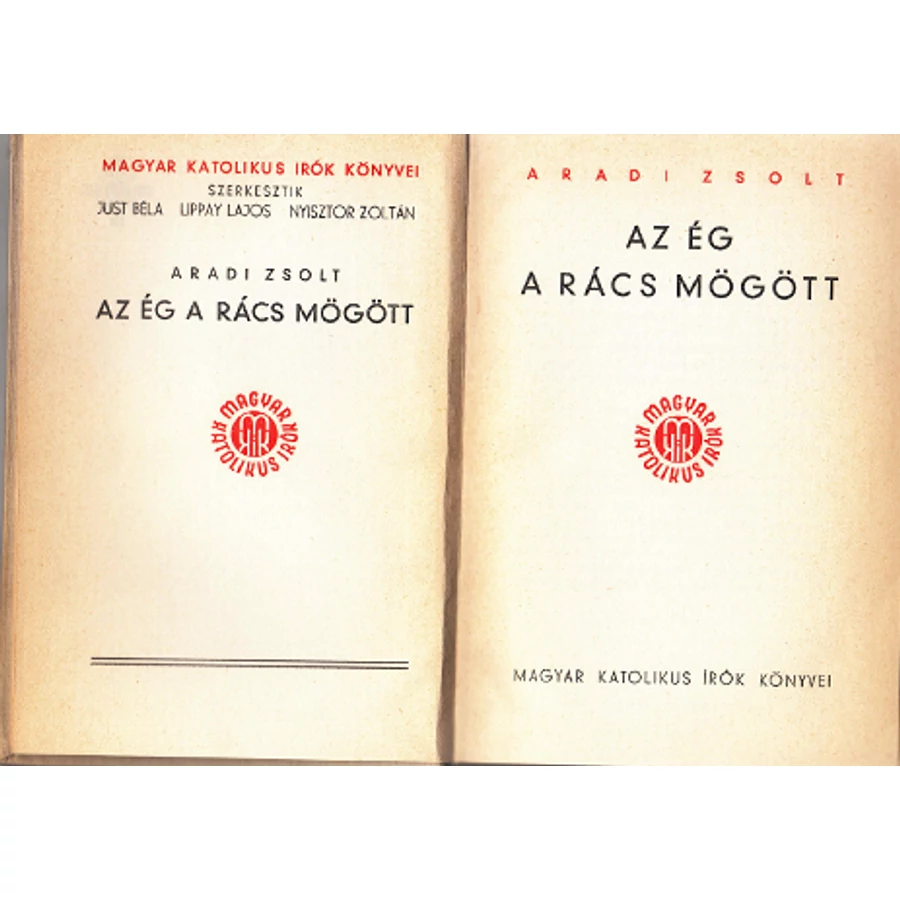 MAGYAR KATOLIKUS IRÓK KÖNYVEI
SZERKESZTIK
JUST BÉLA LIPPAY LAJOS NYISZTOR ZOLTÁN
ARADI ZSOLT
AZ ÉG A RÁCS MÖGÖTT
MAGYAR KATOLIKUS IRÓK
ARADI ZSOLT
AZ ÉG
A RÁCS MÖGÖTT
MAGYAR KATOLIKUS IRÓK
MAGYAR KATOLIKUS ÍRÓK KÖNYVEI